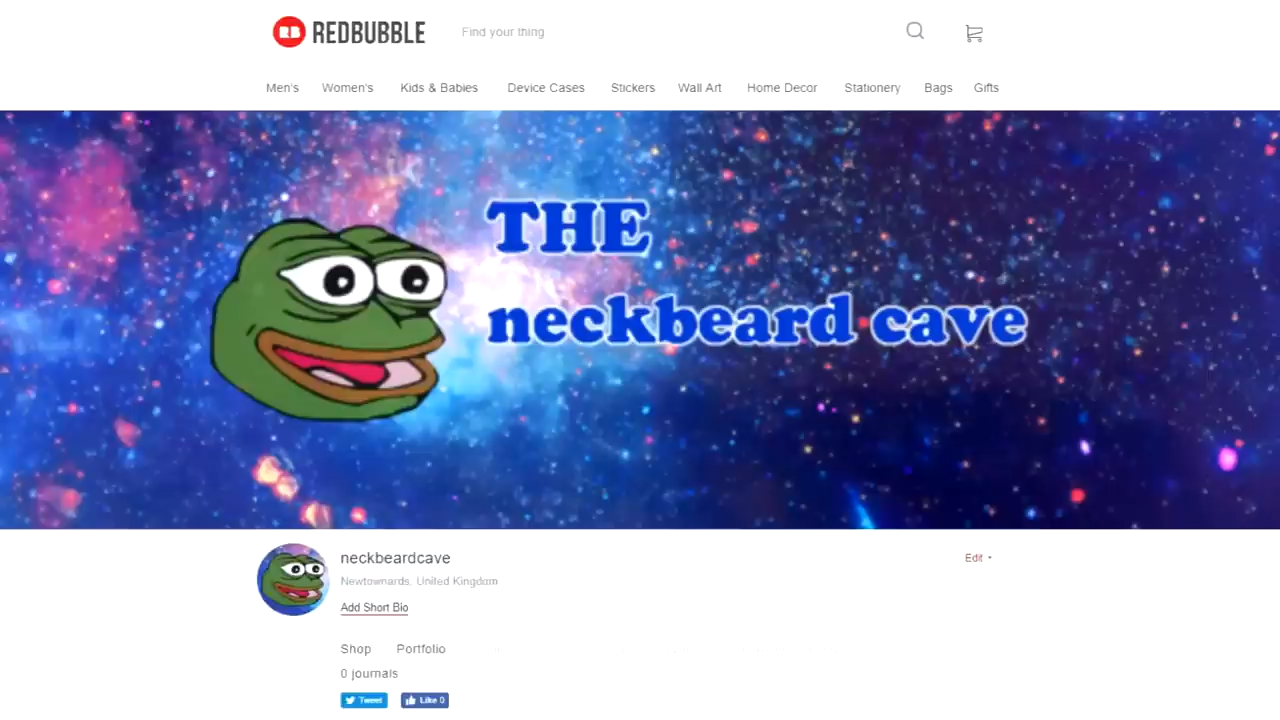 RB REDBUBBLE Find your thing
Men's Women's Kids & Babies Device Cases Stickers Wall Art Home Decor Stationery Bags Gifts
THE
neckbeard cave
neckbeardcave Edit
Newtownards, United Kingdom
Add Short Bio
Shop Portfolio
0 journals
Tweet Like 0